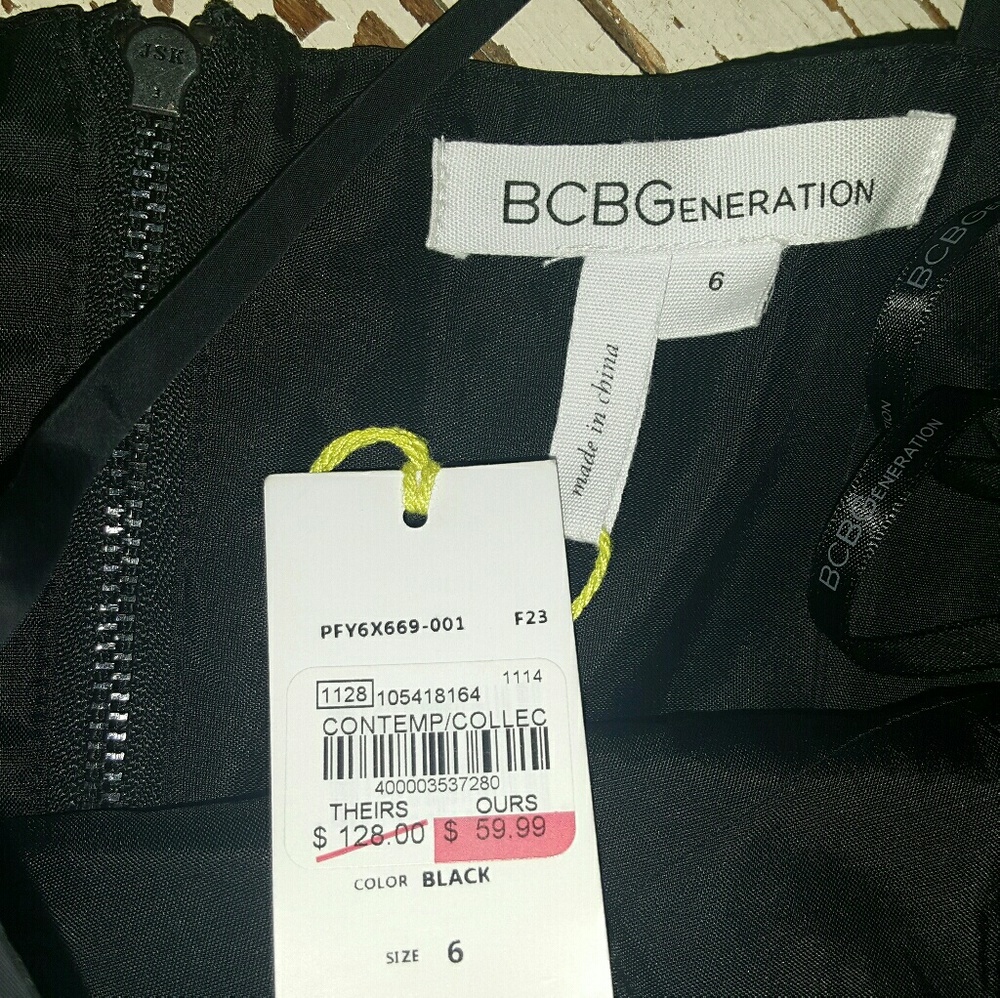 JSK
BCBGENERATION
6
made in china
BCBG
BCBGENERATION
PFY6X669-001 F23
1128 105418164 1114
CONTEMP/COLLEC
400003537280
THEIRS OURS
$ 128.00 $ 59.99
COLOR BLACK
SIZE 6